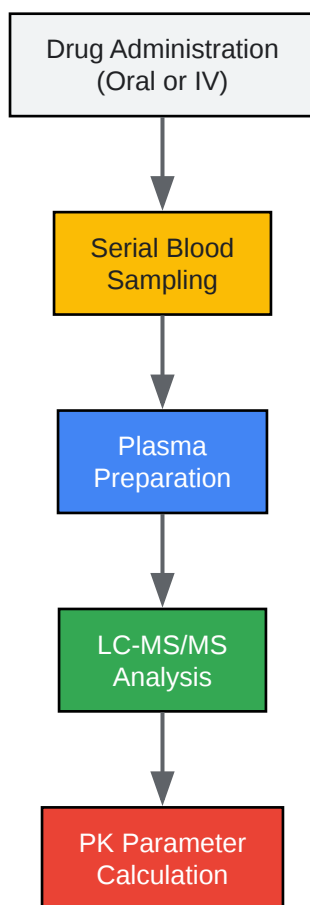 Drug Administration
(Oral or IV)
Serial Blood
Sampling
Plasma
Preparation
LC-MS/MS
Analysis
PK Parameter
Calculation